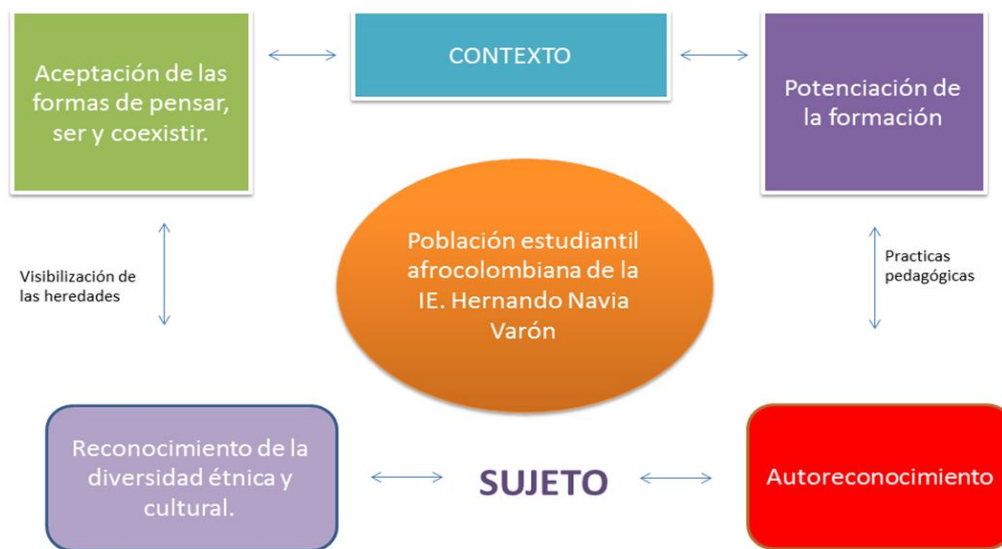 Aceptación de las
formas de pensar,
ser y coexistir.
CONTEXTO
Potenciación de
la formación
Población estudiantil
afrocolombiana de la
IE. Hernando Navia
Varón
Visibilización de
las heredades
Practicas
pedagógicas
Reconocimiento de la
diversidad étnica y
cultural.
SUJETO
Autoreconocimiento